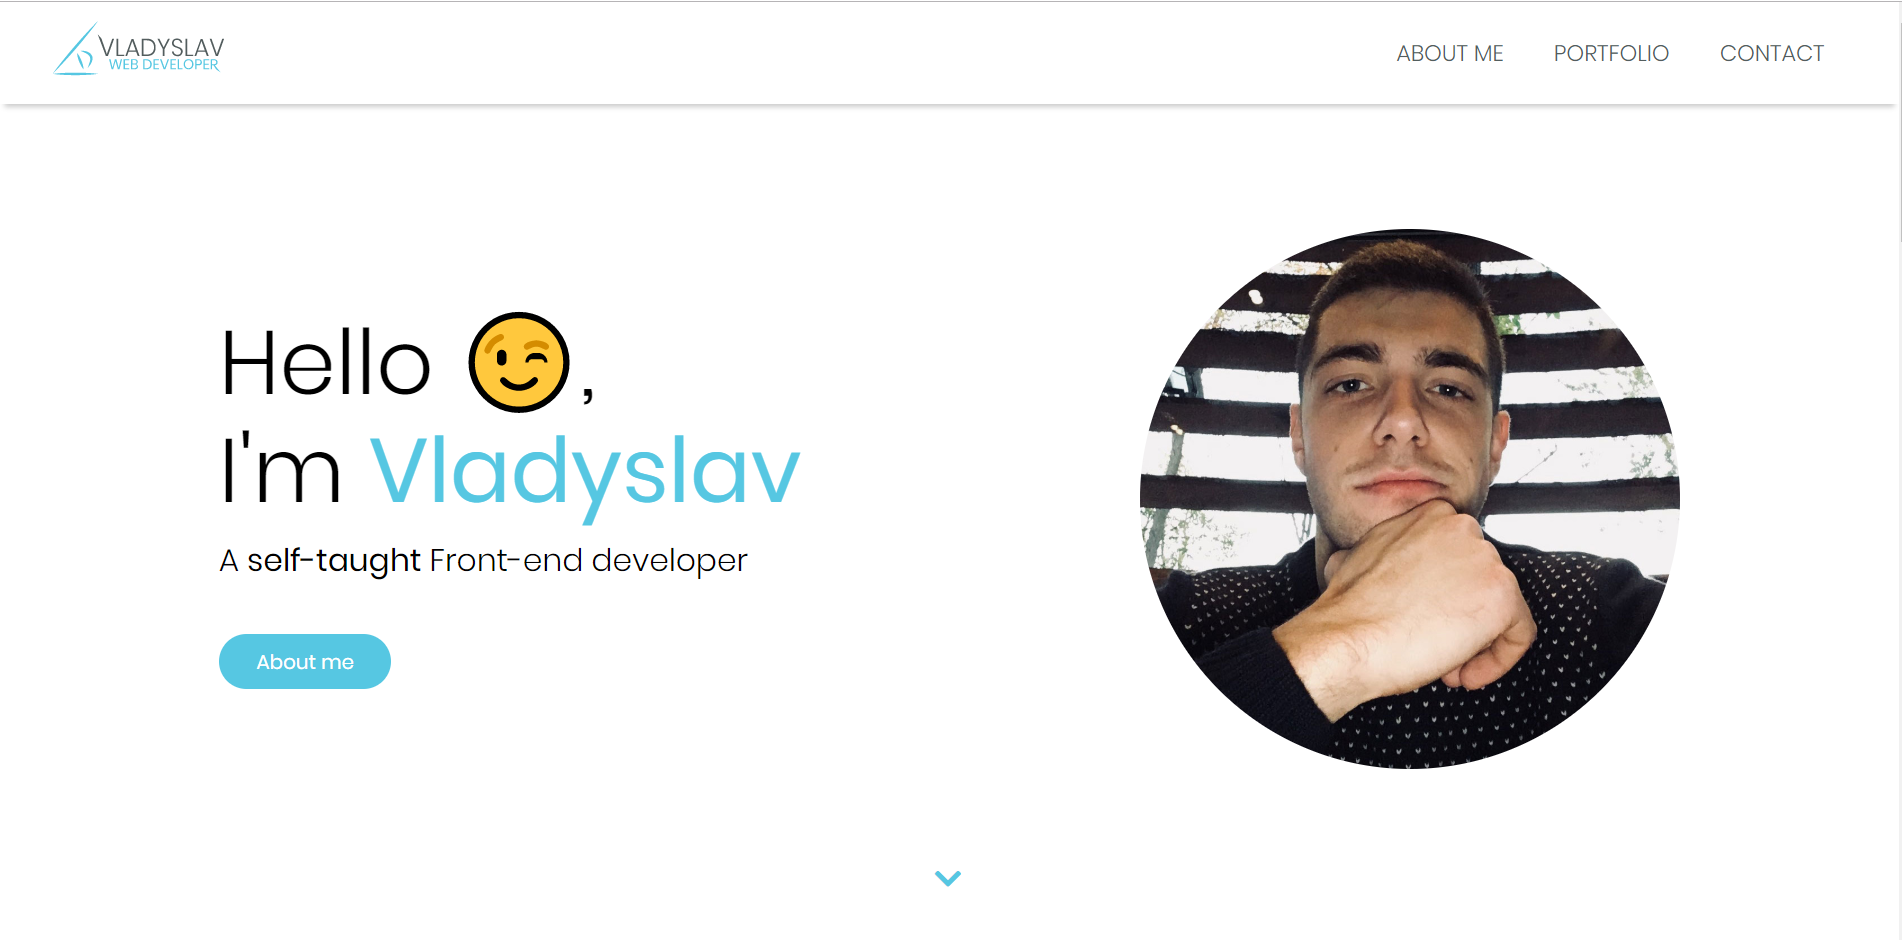 VLADYSLAV
WEB DEVELOPER
ABOUT ME
PORTFOLIO
CONTACT
Hello 😉,
I'm Vladyslav
A self-taught Front-end developer
About me